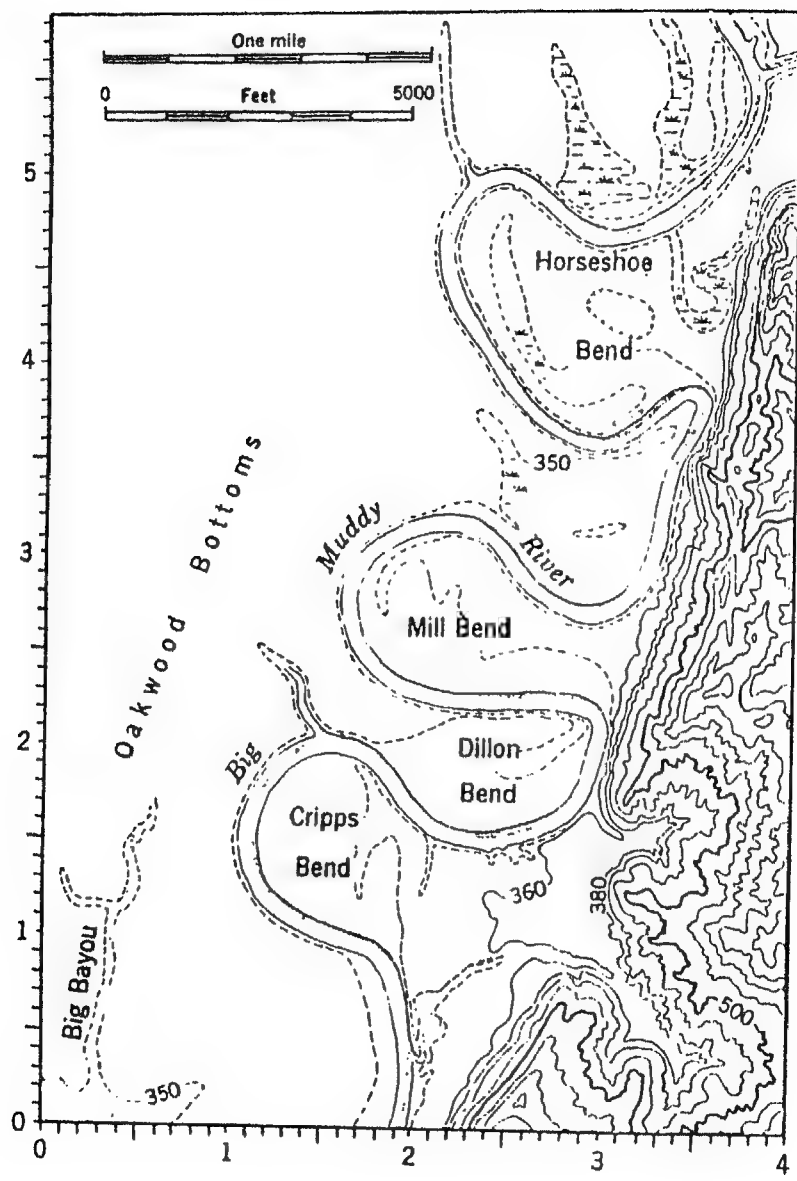 One mile
0 Feet 5000
5
Horseshoe
4
Bend
350
Oakwood Bottoms
Muddy
River
3
Mill Bend
2
Big
Dillon
Bend
Cripps
Bend
360
380
1
Big Bayou
500
350
0
0 1 2 3 4